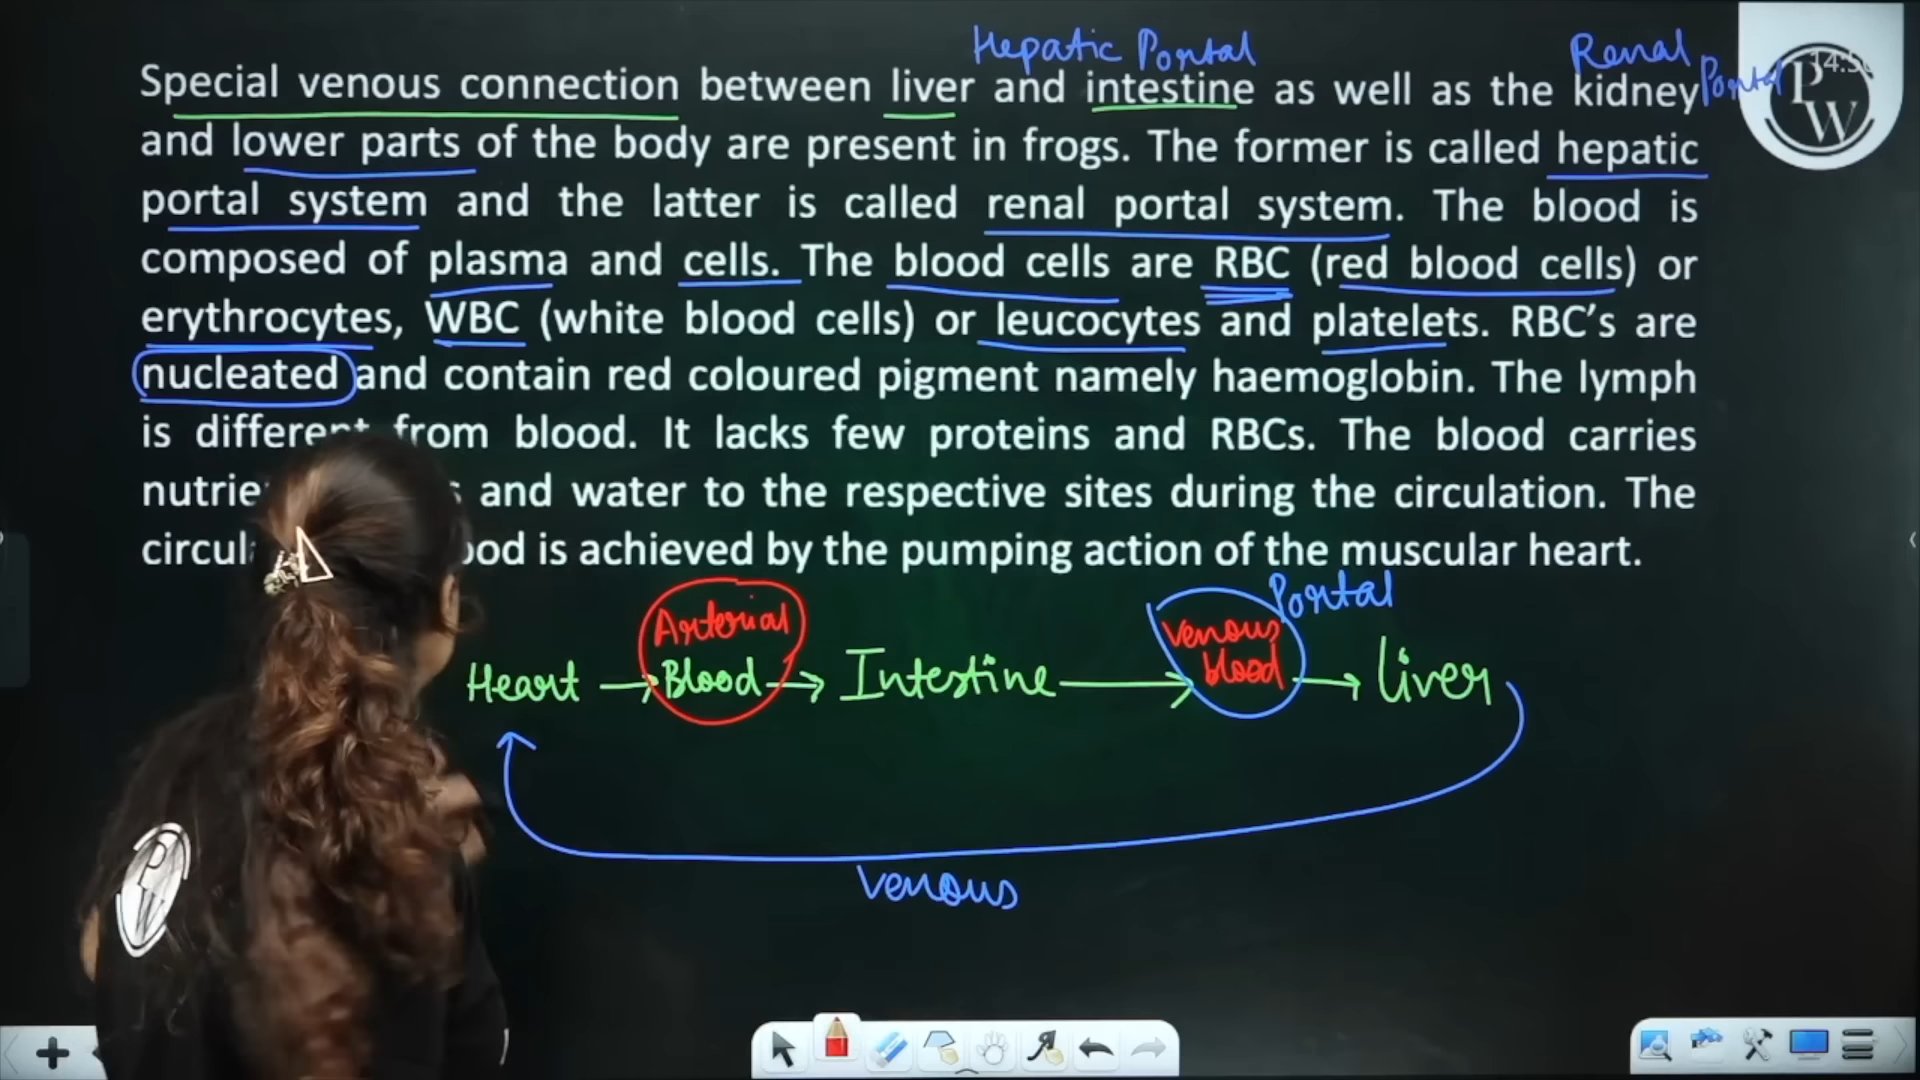 Hepatic Portal
Renal
Portal
Special venous connection between liver and intestine as well as the kidney
and lower parts of the body are present in frogs. The former is called hepatic
portal system and the latter is called renal portal system. The blood is
composed of plasma and cells. The blood cells are RBC (red blood cells) or
erythrocytes, WBC (white blood cells) or leucocytes and platelets. RBC’s are
nucleated and contain red coloured pigment namely haemoglobin. The lymph
is different from blood. It lacks few proteins and RBCs. The blood carries
and water to the respective sites during the circulation. The
is achieved by the pumping action of the muscular heart.
Portal
Arterial venous
Heart → Blood → Intestine → blood → Liver
venous
PW
PW